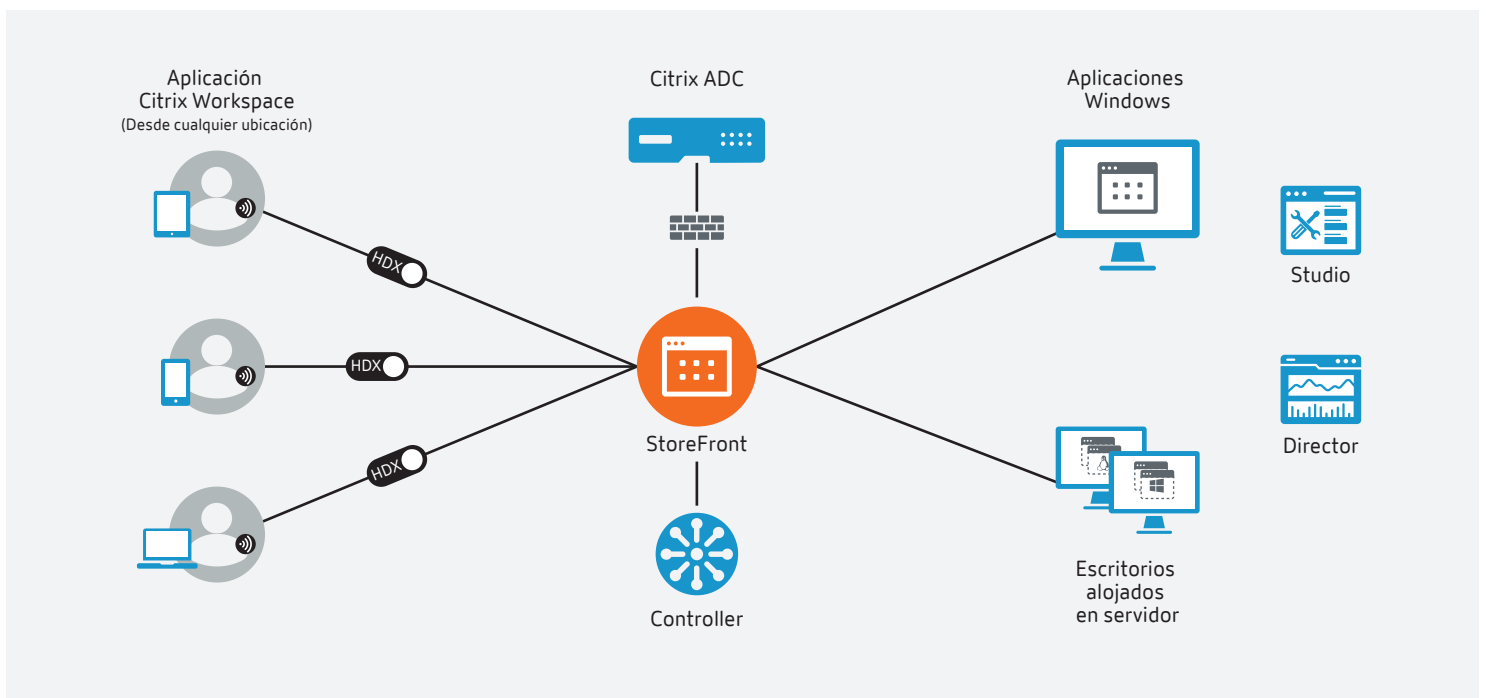 Aplicación
Citrix Workspace
(Desde cualquier ubicación)
Citrix ADC
Aplicaciones
Windows
HDX
Studio
HDX
StoreFront
Director
HDX
Escritorios
alojados
en servidor
Controller